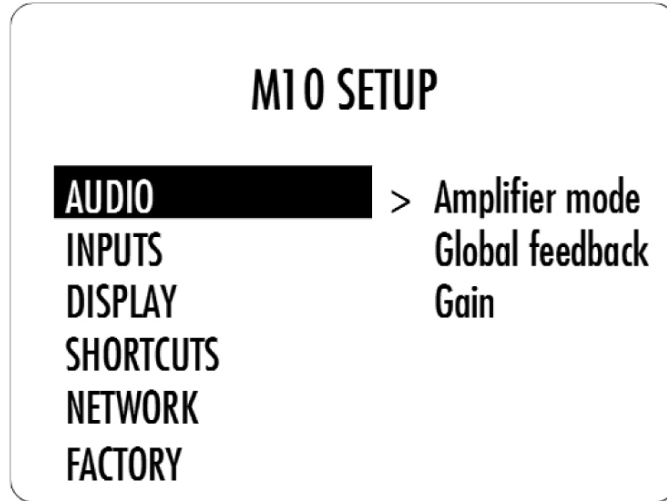 M10 SETUP
AUDIO > Amplifier mode
INPUTS Global feedback
DISPLAY Gain
SHORTCUTS
NETWORK
FACTORY